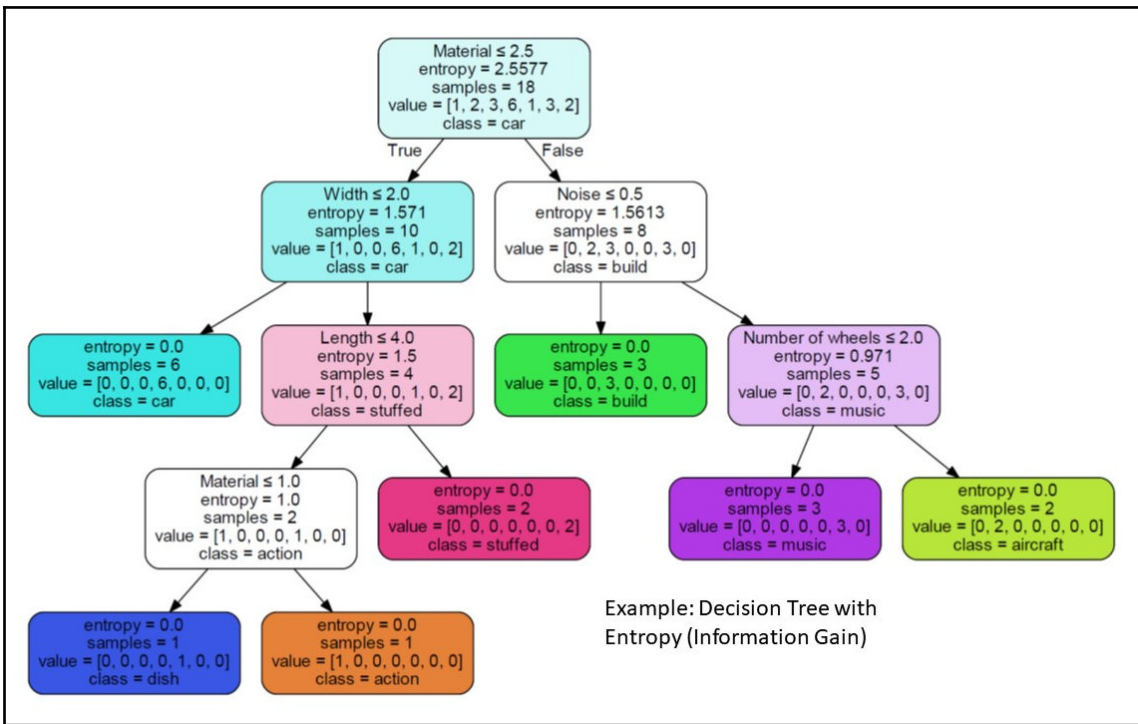 Material ≤ 2.5
entropy = 2.5577
samples = 18
value = [1, 2, 3, 6, 1, 3, 2]
class = car
True
False
Width ≤ 2.0
entropy = 1.571
samples = 10
value = [1, 0, 0, 6, 1, 0, 2]
class = car
Noise ≤ 0.5
entropy = 1.5613
samples = 8
value = [0, 2, 3, 0, 0, 3, 0]
class = build
entropy = 0.0
samples = 6
value = [0, 0, 0, 6, 0, 0, 0]
class = car
Length ≤ 4.0
entropy = 1.5
samples = 4
value = [1, 0, 0, 0, 1, 0, 2]
class = stuffed
entropy = 0.0
samples = 3
value = [0, 0, 3, 0, 0, 0, 0]
class = build
Number of wheels ≤ 2.0
entropy = 0.971
samples = 5
value = [0, 2, 0, 0, 0, 3, 0]
class = music
Material ≤ 1.0
entropy = 1.0
samples = 2
value = [1, 0, 0, 0, 1, 0, 0]
class = action
entropy = 0.0
samples = 2
value = [0, 0, 0, 0, 0, 0, 2]
class = stuffed
entropy = 0.0
samples = 3
value = [0, 0, 0, 0, 0, 3, 0]
class = music
entropy = 0.0
samples = 2
value = [0, 2, 0, 0, 0, 0, 0]
class = aircraft
entropy = 0.0
samples = 1
value = [0, 0, 0, 0, 1, 0, 0]
class = dish
entropy = 0.0
samples = 1
value = [1, 0, 0, 0, 0, 0, 0]
class = action
Example: Decision Tree with
Entropy (Information Gain)